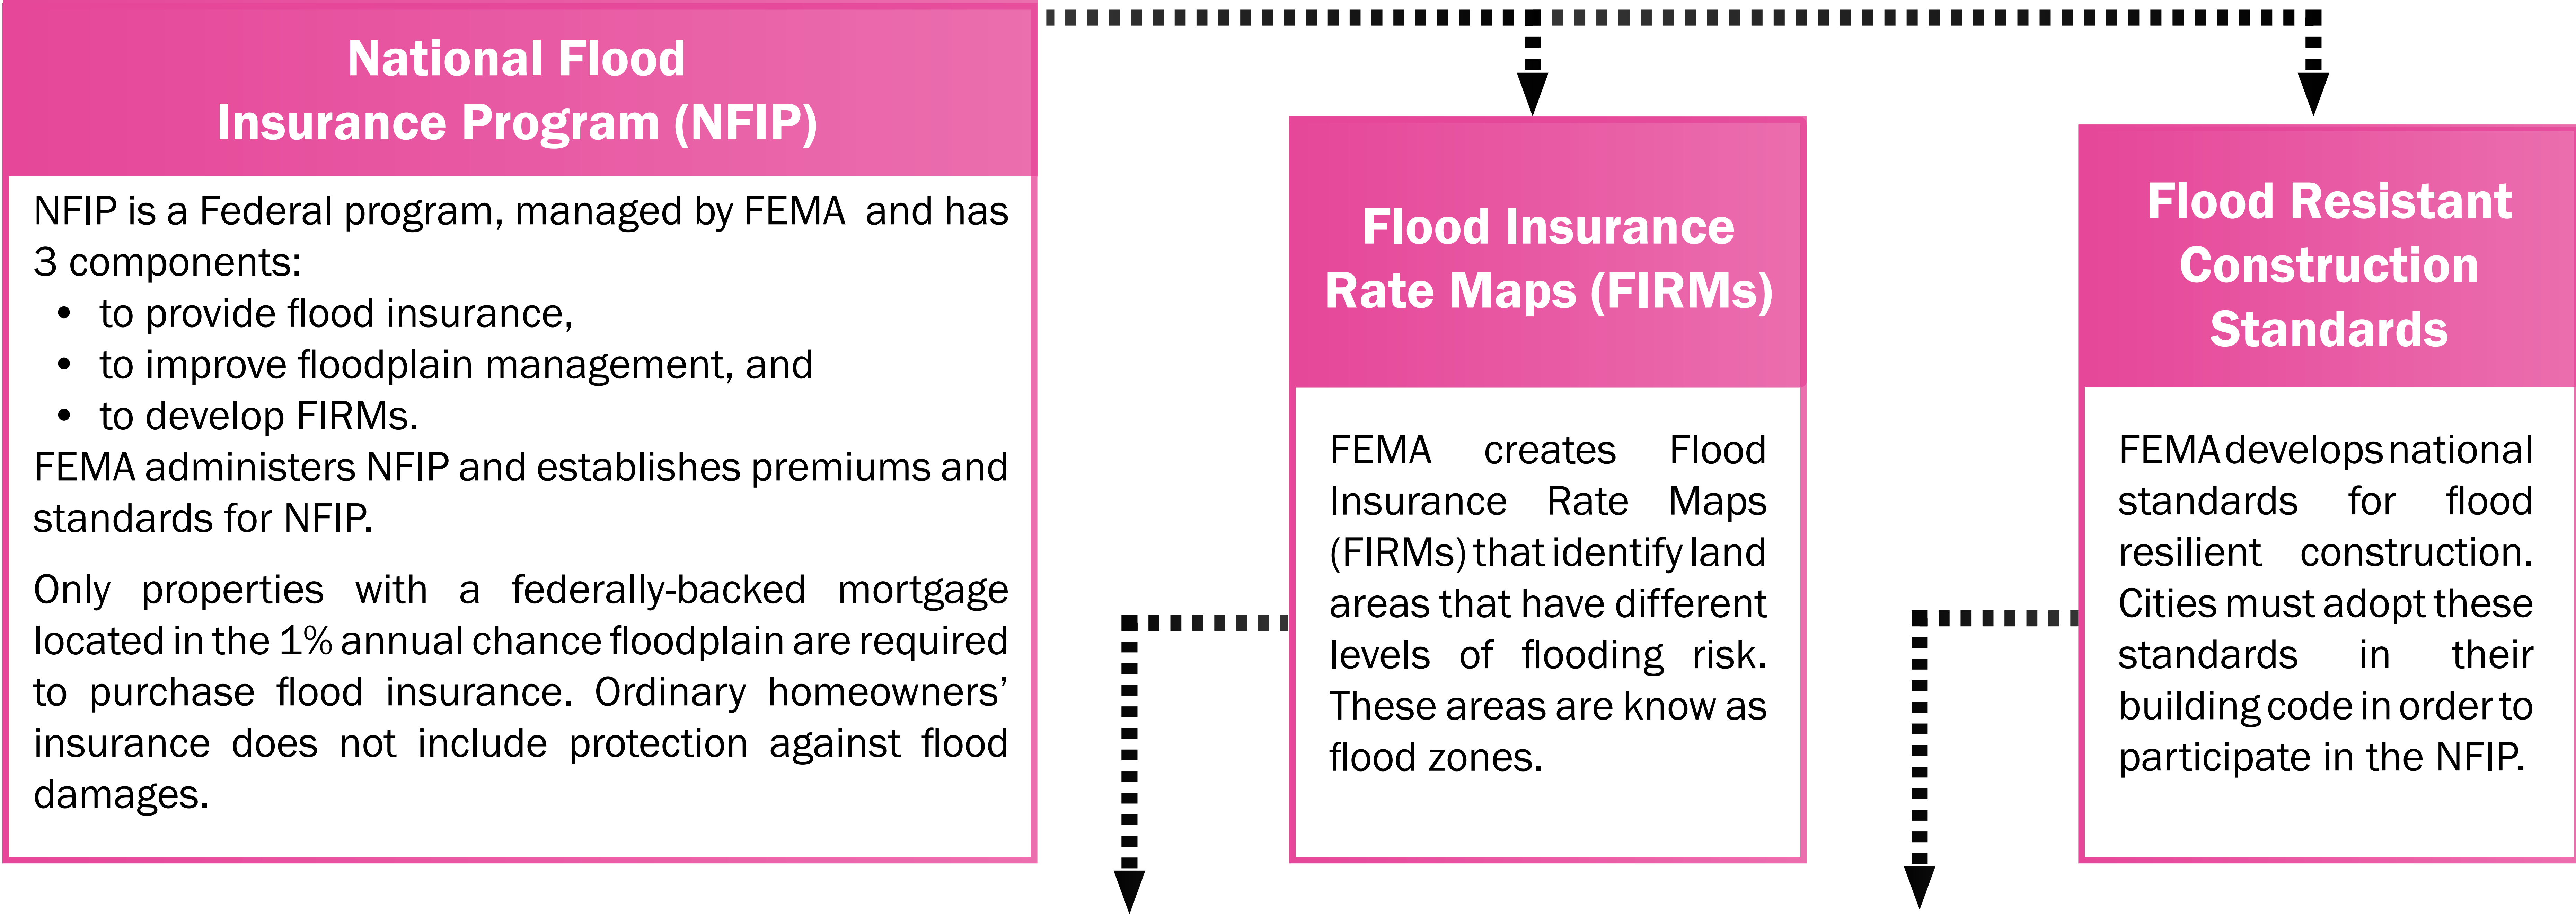 National Flood
Insurance Program (NFIP)
NFIP is a Federal program, managed by FEMA and has
3 components:
• to provide flood insurance,
• to improve floodplain management, and
• to develop FIRMs.
FEMA administers NFIP and establishes premiums and
standards for NFIP.
Only properties with a federally-backed mortgage
located in the 1% annual chance floodplain are required
to purchase flood insurance. Ordinary homeowners’
insurance does not include protection against flood
damages.
Flood Insurance
Rate Maps (FIRMs)
FEMA creates Flood
Insurance Rate Maps
(FIRMs) that identify land
areas that have different
levels of flooding risk.
These areas are know as
flood zones.
Flood Resistant
Construction
Standards
FEMA develops national
standards for flood
resilient construction.
Cities must adopt these
standards in their
building code in order to
participate in the NFIP.